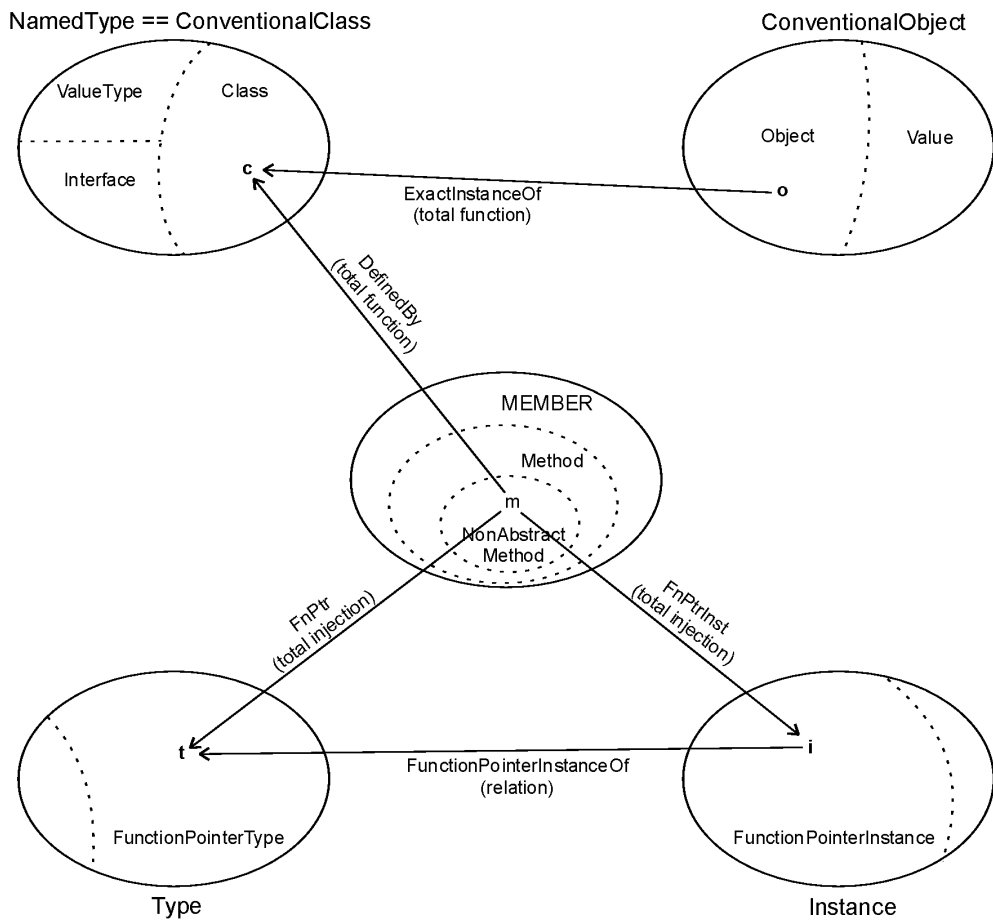 NamedType == ConventionalClass
ConventionalObject
ValueType
Class
Object
Value
Interface
c
o
ExactInstanceOf
(total function)
DefinedBy
(total function)
MEMBER
Method
m
NonAbstract
Method
FnPtr
(total injection)
FnPtrInst
(total injection)
t
i
FunctionPointerInstanceOf
(relation)
FunctionPointerType
FunctionPointerInstance
Type
Instance